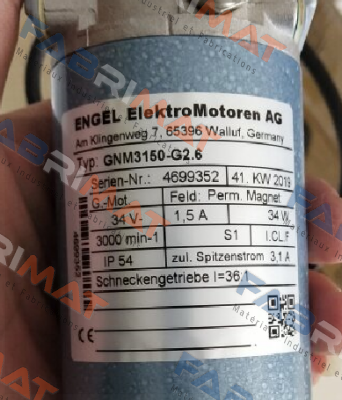 ENGEL ElektroMotoren AG
Am Klingenweg 7, 65396 Walluf, Germany
Typ: GNM3150-G2.6
Serien-Nr.: 4699352 41. KW 2019
G.-Mot. Feld: Perm. Magnet
34 V- 1,5 A 34 W
3000 min-1 S1 I.CL F
IP 54 zul. Spitzenstrom 3,1 A
Schneckengetriebe I=36,1
CE
FABRIMAT